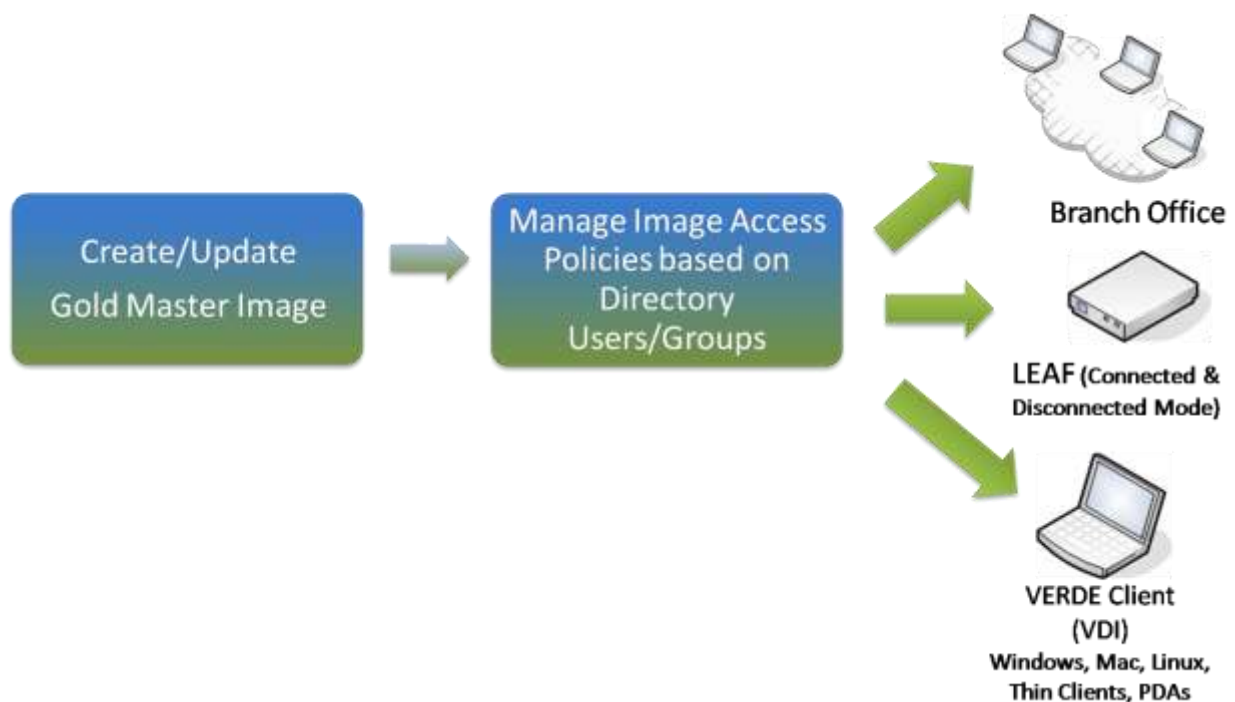 Create/Update
Gold Master Image
Manage Image Access
Policies based on
Directory
Users/Groups
Branch Office
LEAF (Connected &
Disconnected Mode)
VERDE Client
(VDI)
Windows, Mac, Linux,
Thin Clients, PDAs